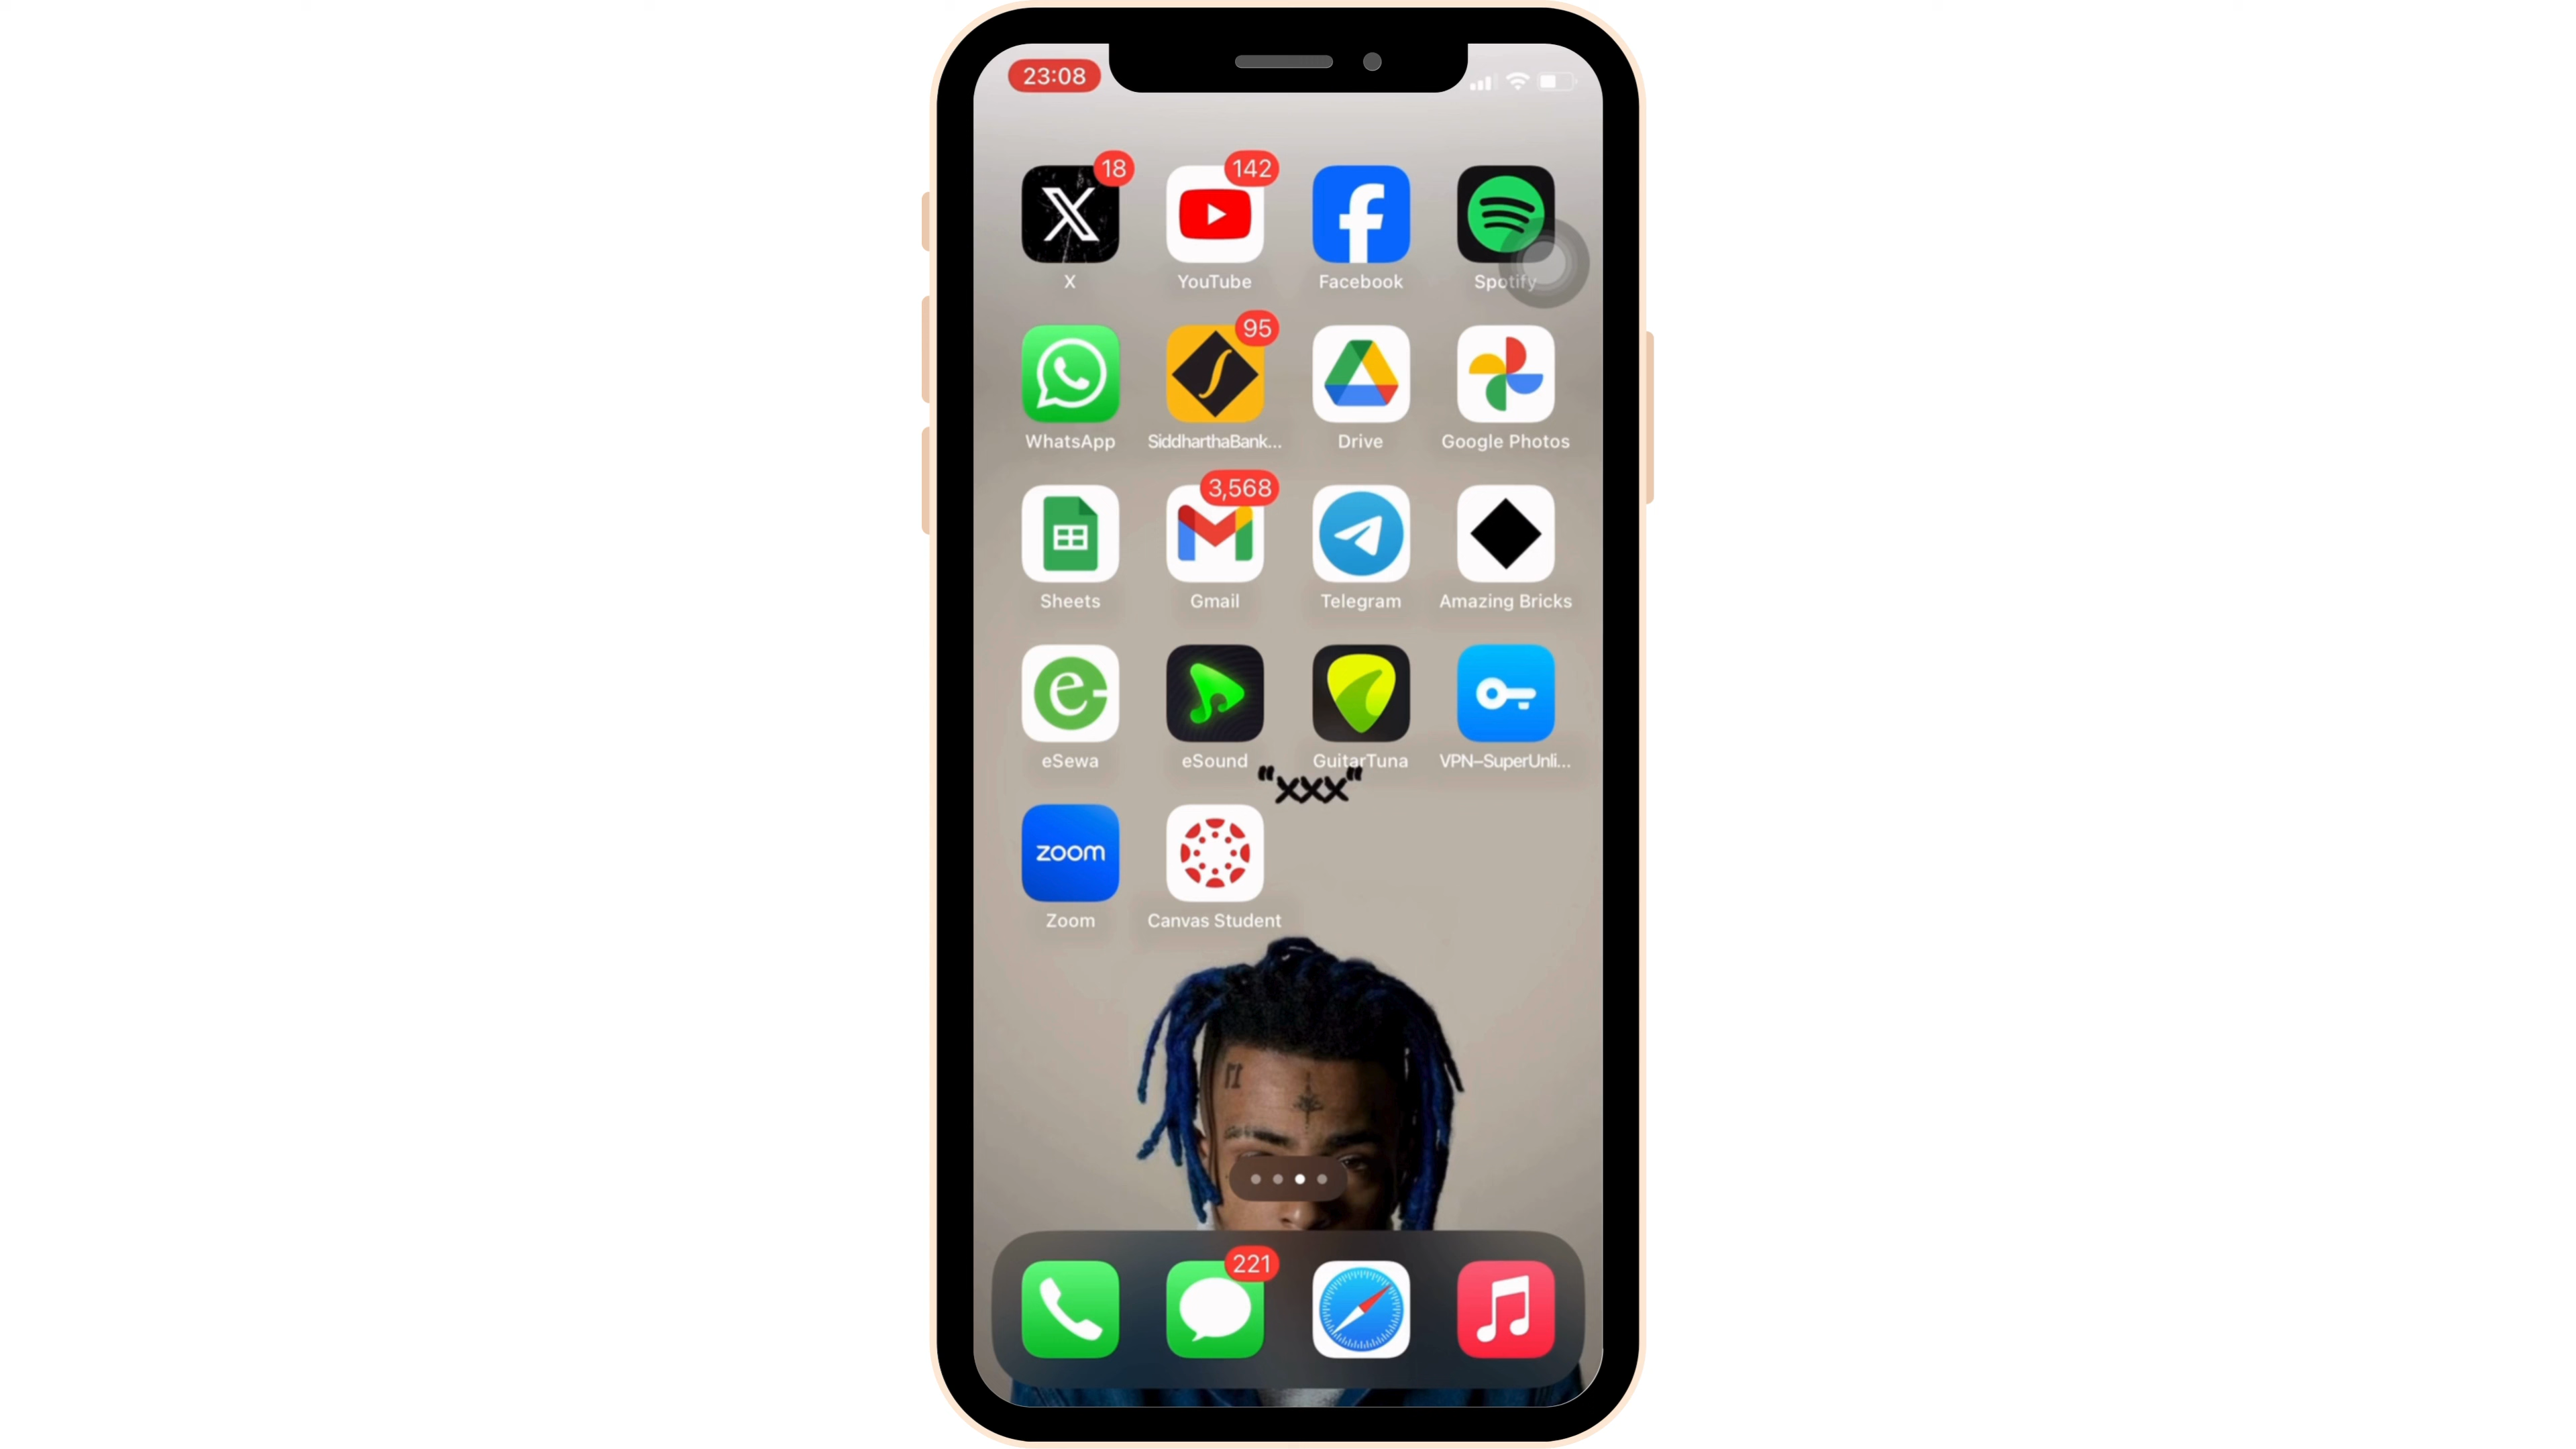 23:08
18
142
X
YouTube
Facebook
Spotify
95
WhatsApp
SiddharthaBank...
Drive
Google Photos
3,568
Sheets
Gmail
Telegram
Amazing Bricks
eSewa
eSound
GuitarTuna
VPN–SuperUnli...
"xxx"
zoom
Zoom
Canvas Student
221